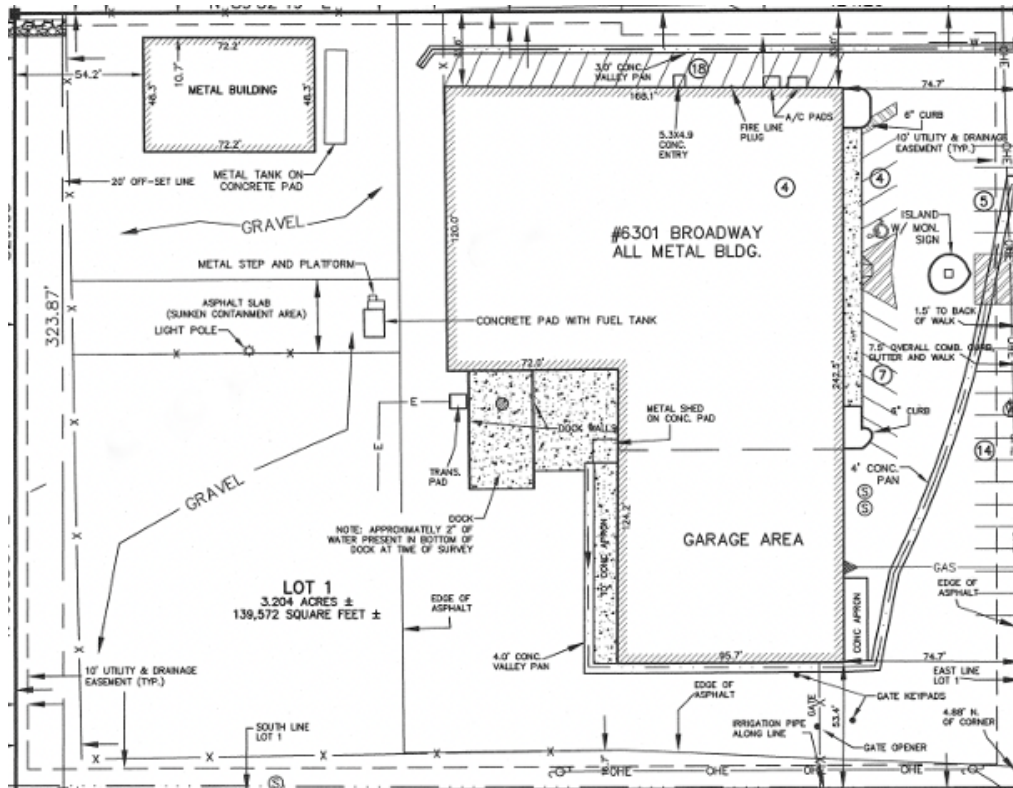 72.2'
10.7'
54.2'
48.3'
METAL BUILDING
48.3'
72.2'
METAL TANK ON
CONCRETE PAD
20' OFF-SET LINE
GRAVEL
323.87'
METAL STEP AND PLATFORM
ASPHALT SLAB
(SUNKEN CONTAINMENT AREA)
LIGHT POLE
CONCRETE PAD WITH FUEL TANK
3.0' CONC.
VALLEY PAN
18
168.1'
5.3X4.9
CONC.
ENTRY
FIRE LINE
PLUG
A/C PADS
74.7'
6" CURB
10' UTILITY & DRAINAGE
EASEMENT (TYP.)
OHE
4
4
5
120.0'
#6301 BROADWAY
ALL METAL BLDG.
ISLAND
W/ MON.
SIGN
1.5' TO BACK
OF WALK
7.5' OVERALL COMB. CURB,
GUTTER AND WALK
242.5'
7
6" CURB
14
4' CONC.
PAN
S
S
72.0'
METAL SHED
ON CONC. PAD
DOCK WALLS
E
TRANS.
PAD
E
DOCK
NOTE: APPROXIMATELY 2" OF
WATER PRESENT IN BOTTOM OF
DOCK AT TIME OF SURVEY
GRAVEL
124.2'
10' CONC APRON
GARAGE AREA
GAS
EDGE OF
ASPHALT
LOT 1
3.204 ACRES ±
139,572 SQUARE FEET ±
EDGE OF
ASPHALT
CONC APRON
4.0' CONC.
VALLEY PAN
95.7'
74.7'
10' UTILITY & DRAINAGE
EASEMENT (TYP.)
EAST LINE
LOT 1
EDGE OF
ASPHALT
GATE
53.4'
GATE KEYPADS
SOUTH LINE
LOT 1
IRRIGATION PIPE
ALONG LINE
GATE OPENER
4.88' N.
OF CORNER
S
OHE
OHE
OHE
OHE